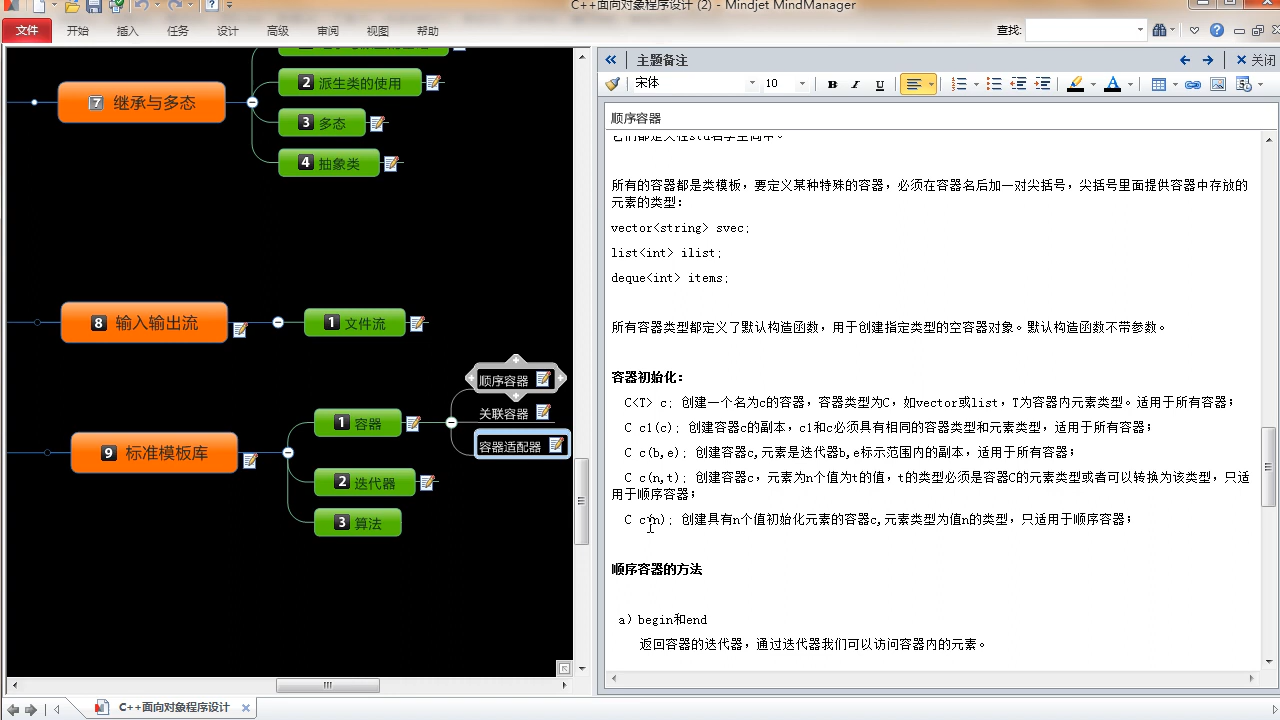 C++面向对象程序设计 (2) - Mindjet MindManager
文件
开始
插入
任务
设计
高级
审阅
视图
帮助
查找:
7 继承与多态
2 派生类的使用
3 多态
4 抽象类
8 输入输出流
1 文件流
9 标准模板库
1 容器
2 迭代器
3 算法
顺序容器
关联容器
容器适配器
主题备注
关闭
宋体
10
B I U
顺序容器
所有的容器都是类模板，要定义某种特殊的容器，必须在容器名后加一对尖括号，尖括号里面提供容器中存放的
元素的类型：
vector<string> svec;
list<int> ilist;
deque<int> items;
所有容器类型都定义了默认构造函数，用于创建指定类型的空容器对象。默认构造函数不带参数。
容器初始化：
C<T> c; 创建一个名为c的容器，容器类型为C，如vector或list，T为容器内元素类型。适用于所有容器；
C c1(c); 创建容器c的副本，c1和c必须具有相同的容器类型和元素类型，适用于所有容器；
C c(b,e); 创建容器c,元素是迭代器b,e标示范围内的副本，适用于所有容器；
C c(n,t); 创建容器c，元素为n个值为t的值，t的类型必须是容器C的元素类型或者可以转换为该类型，只适
用于顺序容器；
C c(n); 创建具有n个值初始化元素的容器c,元素类型为值n的类型，只适用于顺序容器；
顺序容器的方法
a）begin和end
返回容器的迭代器，通过迭代器我们可以访问容器内的元素。
C++面向对象程序设计